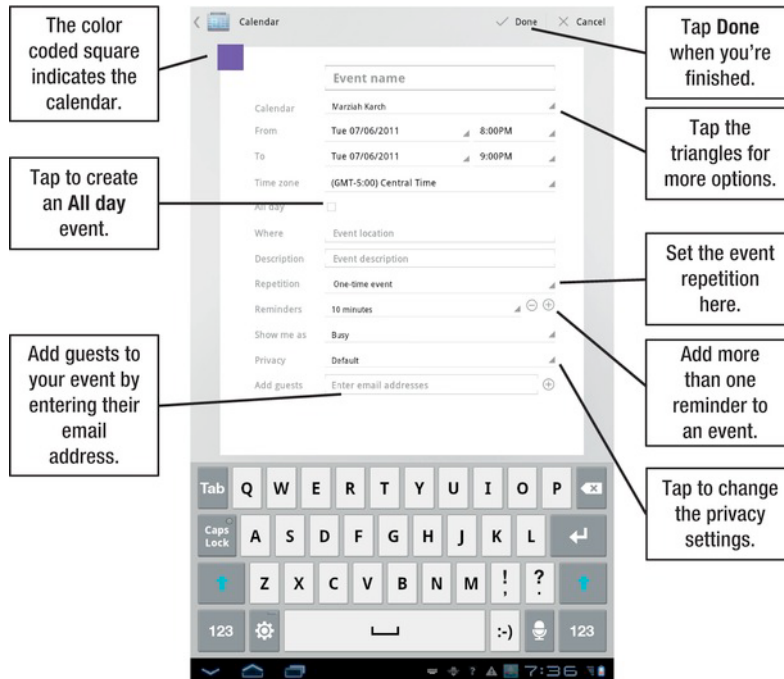 The color
coded square
indicates the
calendar.
Tap to create
an All day
event.
Add guests to
your event by
entering their
email
address.
Calendar
Done
Cancel
Event name
Calendar Marziah Karch
From Tue 07/06/2011 8:00PM
To Tue 07/06/2011 9:00PM
Time zone (GMT-5:00) Central Time
All day
Where Event location
Description Event description
Repetition One-time event
Reminders 10 minutes
Show me as Busy
Privacy Default
Add guests Enter email addresses
Tap Done
when you're
finished.
Tap the
triangles for
more options.
Set the event
repetition
here.
Add more
than one
reminder to
an event.
Tap to change
the privacy
settings.
Tab Q W E R T Y U I O P
Caps
Lock A S D F G H J K L
Z X C V B N M ! , ? .
123 :-) 123
? 7:36